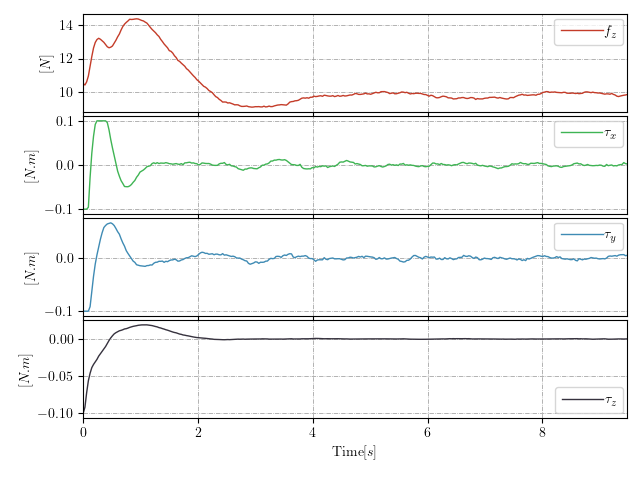 14
12
10
[N]
f_z
0.1
0.0
−0.1
[N.m]
τ_x
0.0
−0.1
[N.m]
τ_y
0.00
−0.05
−0.10
[N.m]
τ_z
0 2 4 6 8
Time[s]